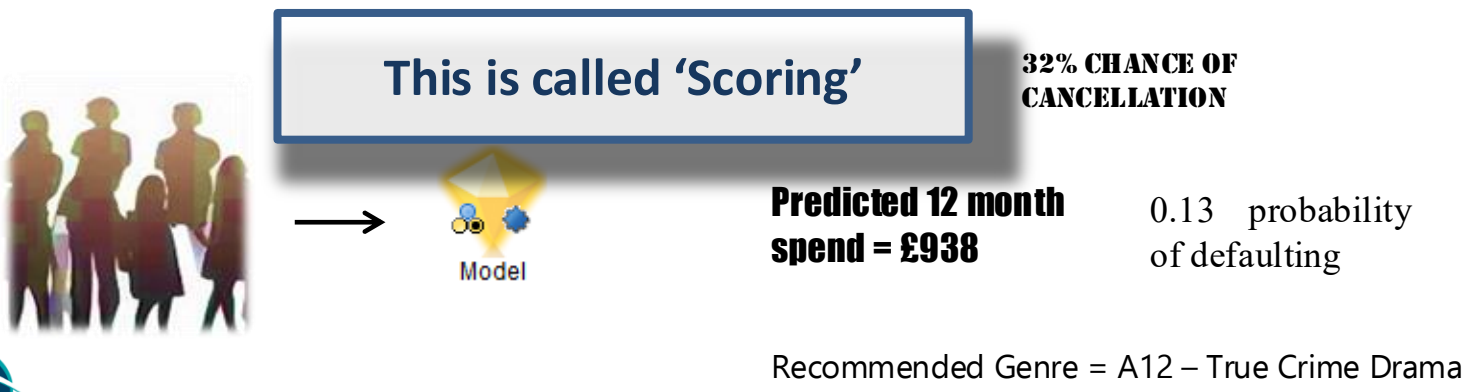 This is called ‘Scoring’
32% CHANCE OF
CANCELLATION
Model
Predicted 12 month
spend = £938
0.13 probability
of defaulting
Recommended Genre = A12 – True Crime Drama